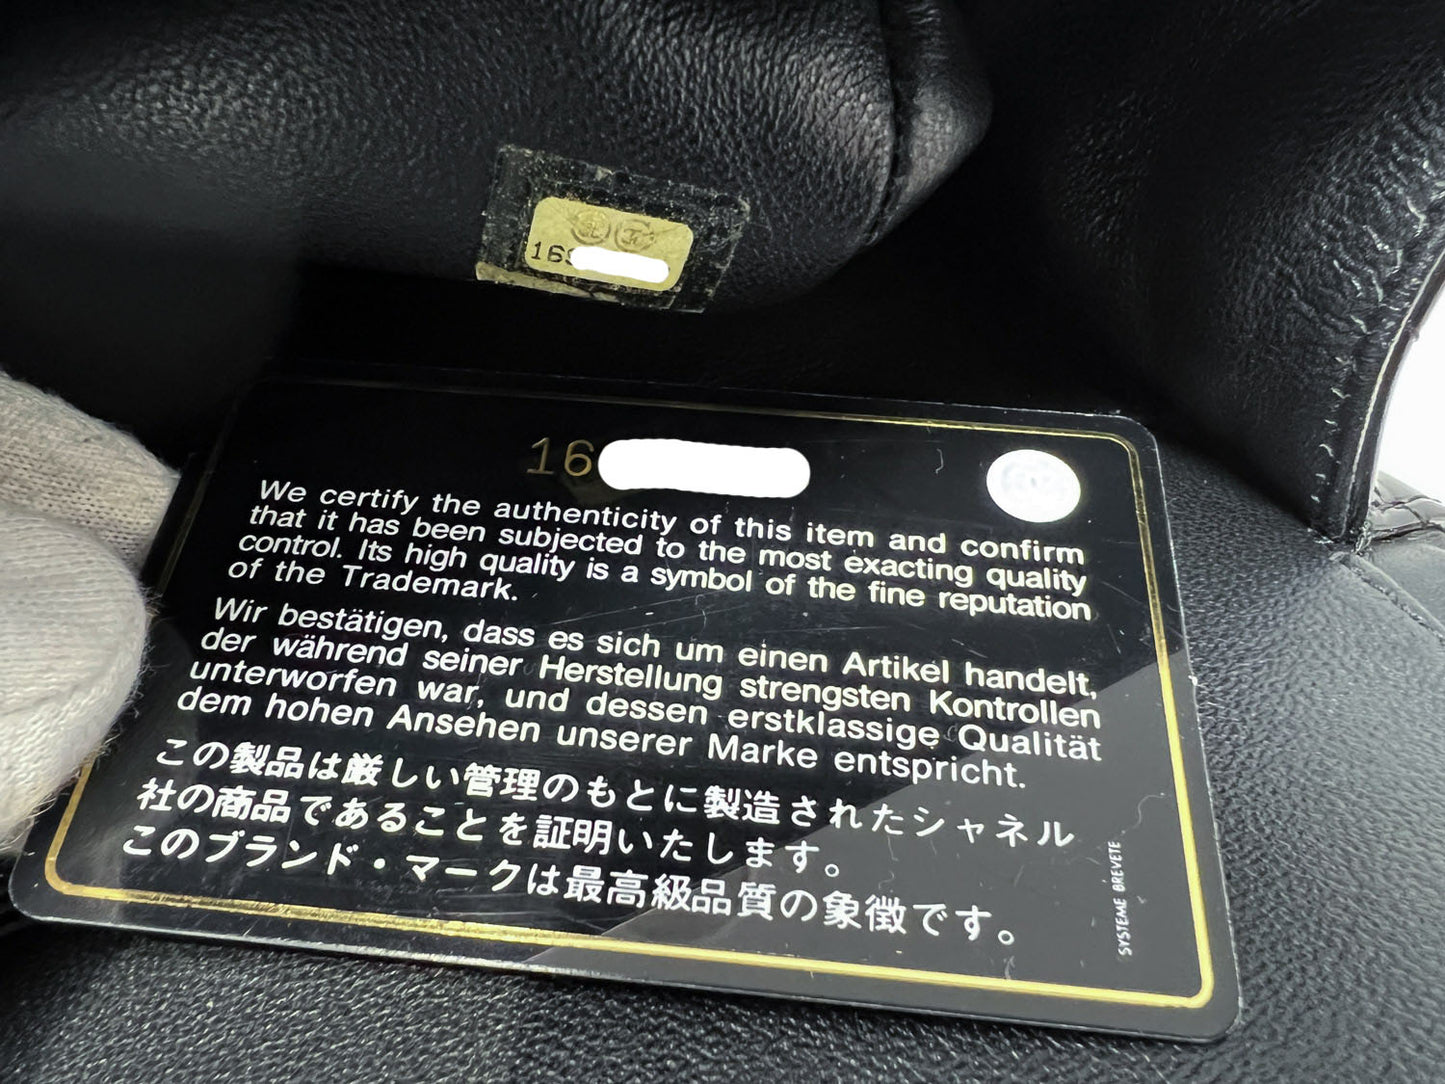 169
16
We certify the authenticity of this item and confirm
that it has been subjected to the most exacting quality
control. Its high quality is a symbol of the fine reputation
of the Trademark.
Wir bestätigen, dass es sich um einen Artikel handelt,
der während seiner Herstellung strengsten Kontrollen
unterworfen war, und dessen erstklassige Qualität
dem hohen Ansehen unserer Marke entspricht.
この製品は厳しい管理のもとに製造されたシャネル
社の商品であることを証明いたします。
このブランド・マークは最高級品質の象徴です。
SYSTEME BREVETE